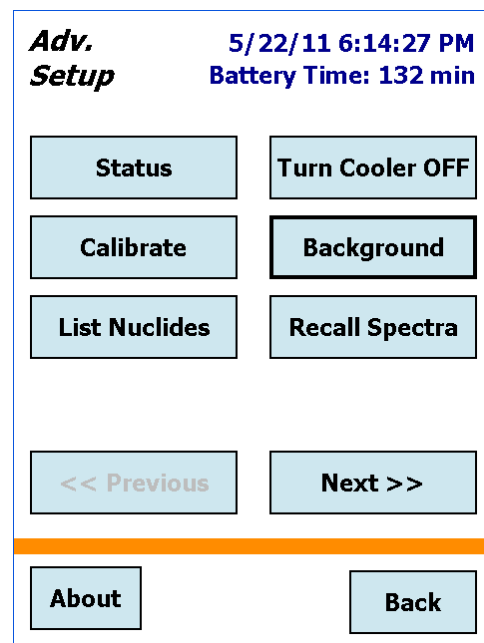 Adv. 5/22/11 6:14:27 PM
Setup Battery Time: 132 min
Status Turn Cooler OFF
Calibrate Background
List Nuclides Recall Spectra
<< Previous Next >>
About Back